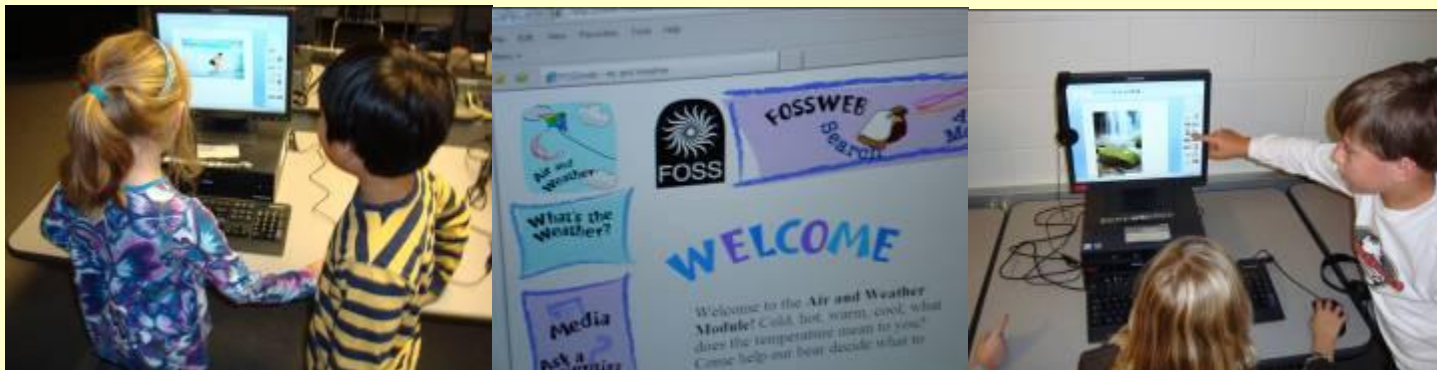 Edit View Favorites Tools Help
Air and
Weather
FOSS
FOSSWEB
Search
What's the
Weather?
WELCOME
Media
Ask a
Welcome to the Air and Weather
Module! Cold, hot, warm, cool, what
does the temperature mean to you?
Come help our bear decide what to